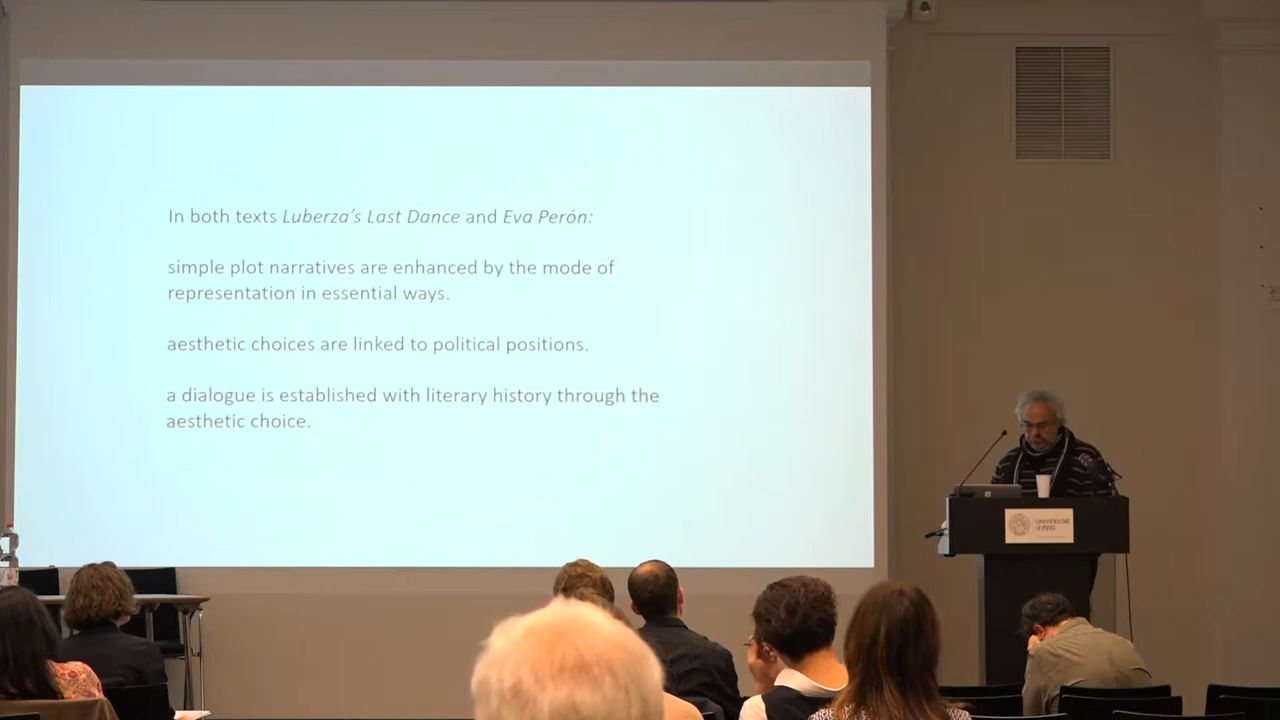 In both texts Luberza's Last Dance and Eva Perón:
simple plot narratives are enhanced by the mode of
representation in essential ways.
aesthetic choices are linked to political positions.
a dialogue is established with literary history through the
aesthetic choice.
UNIVERSITÄT
LEIPZIG